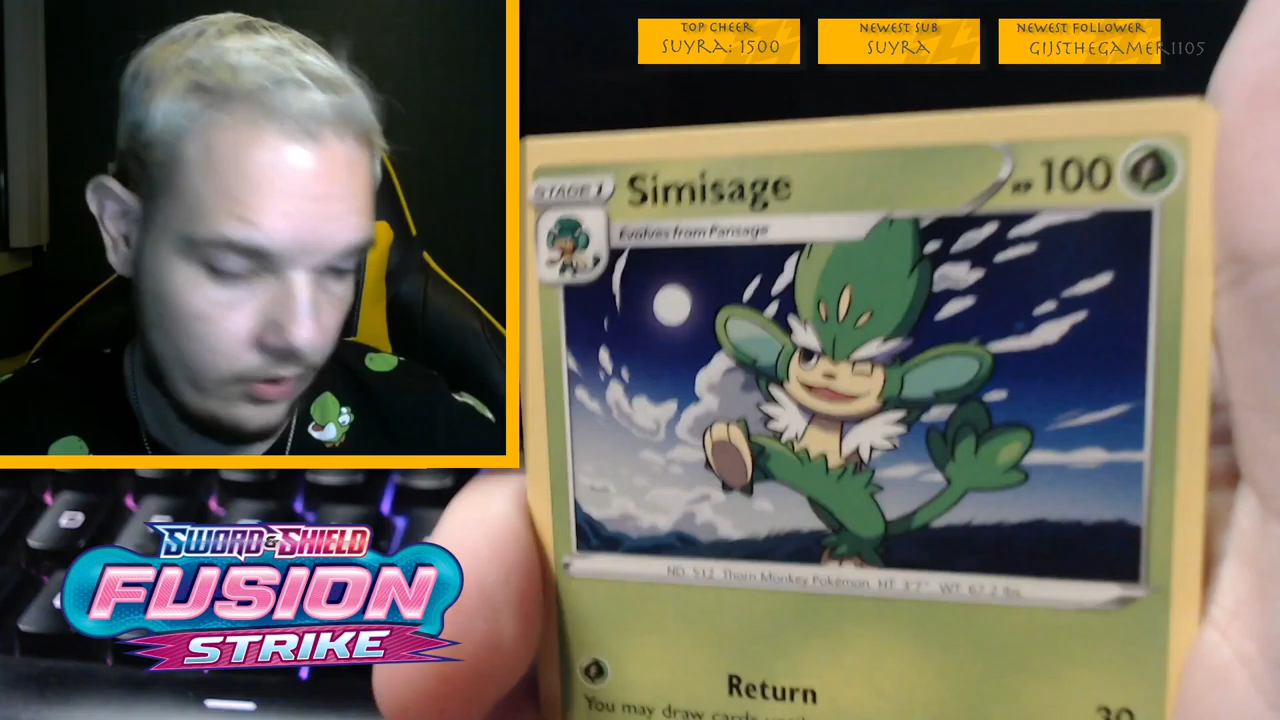 TOP CHEER
SUYRA: 1500
NEWEST SUB
SUYRA
NEWEST FOLLOWER
GIJSTHEGAMER1105
STAGE 1
Simisage
HP 100
Evolves from Pansage
NO. 512 Thorn Monkey Pokémon HT: 3'7" WT: 67.2 lbs.
Return
30
You may draw cards
SWORD & SHIELD
FUSION
STRIKE